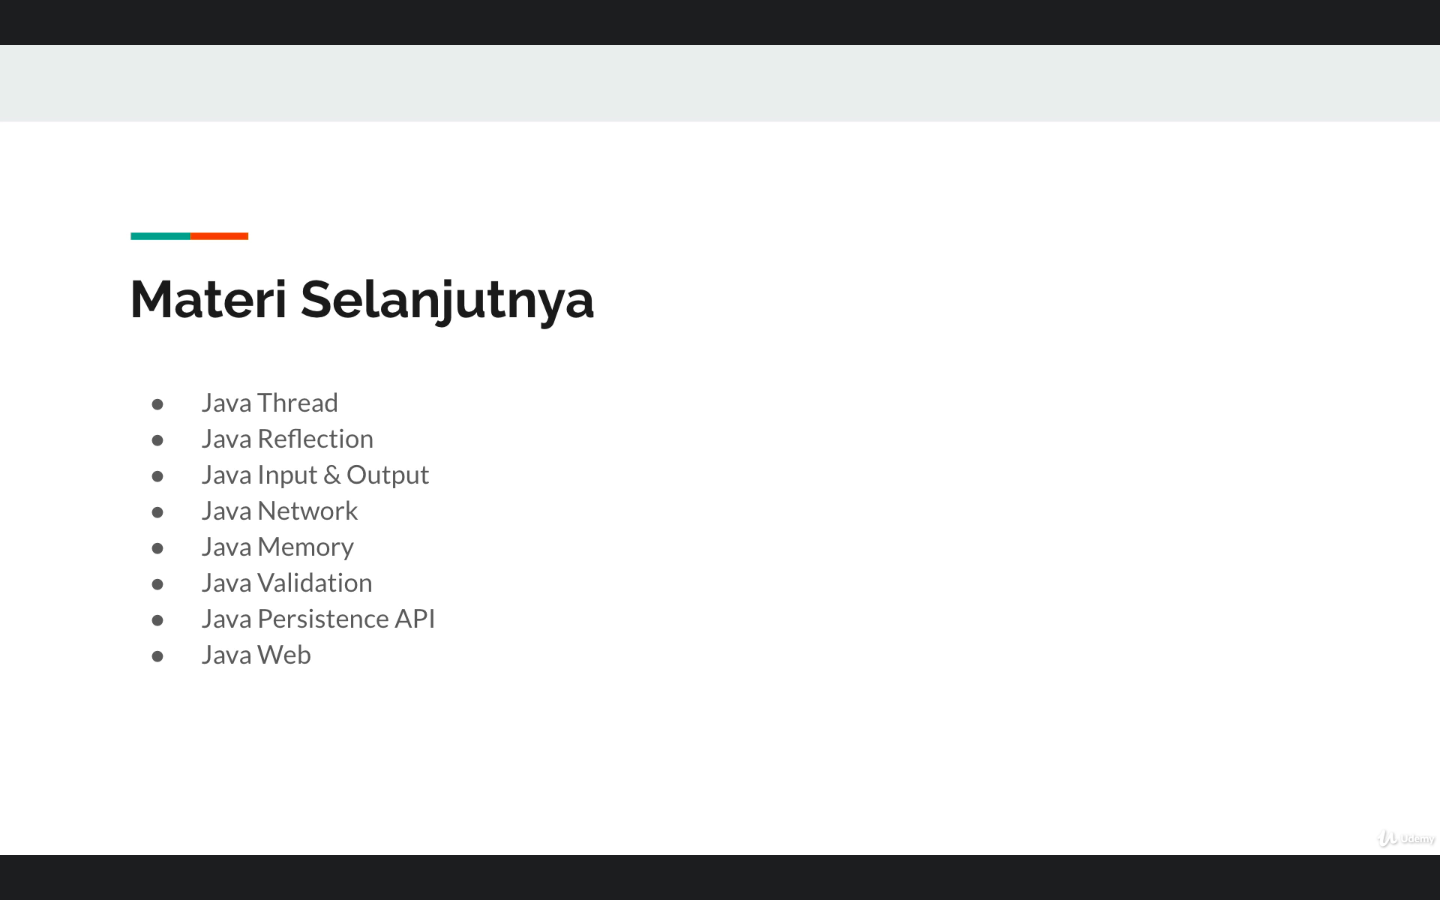 Materi Selanjutnya
● Java Thread
● Java Reflection
● Java Input & Output
● Java Network
● Java Memory
● Java Validation
● Java Persistence API
● Java Web
Udemy